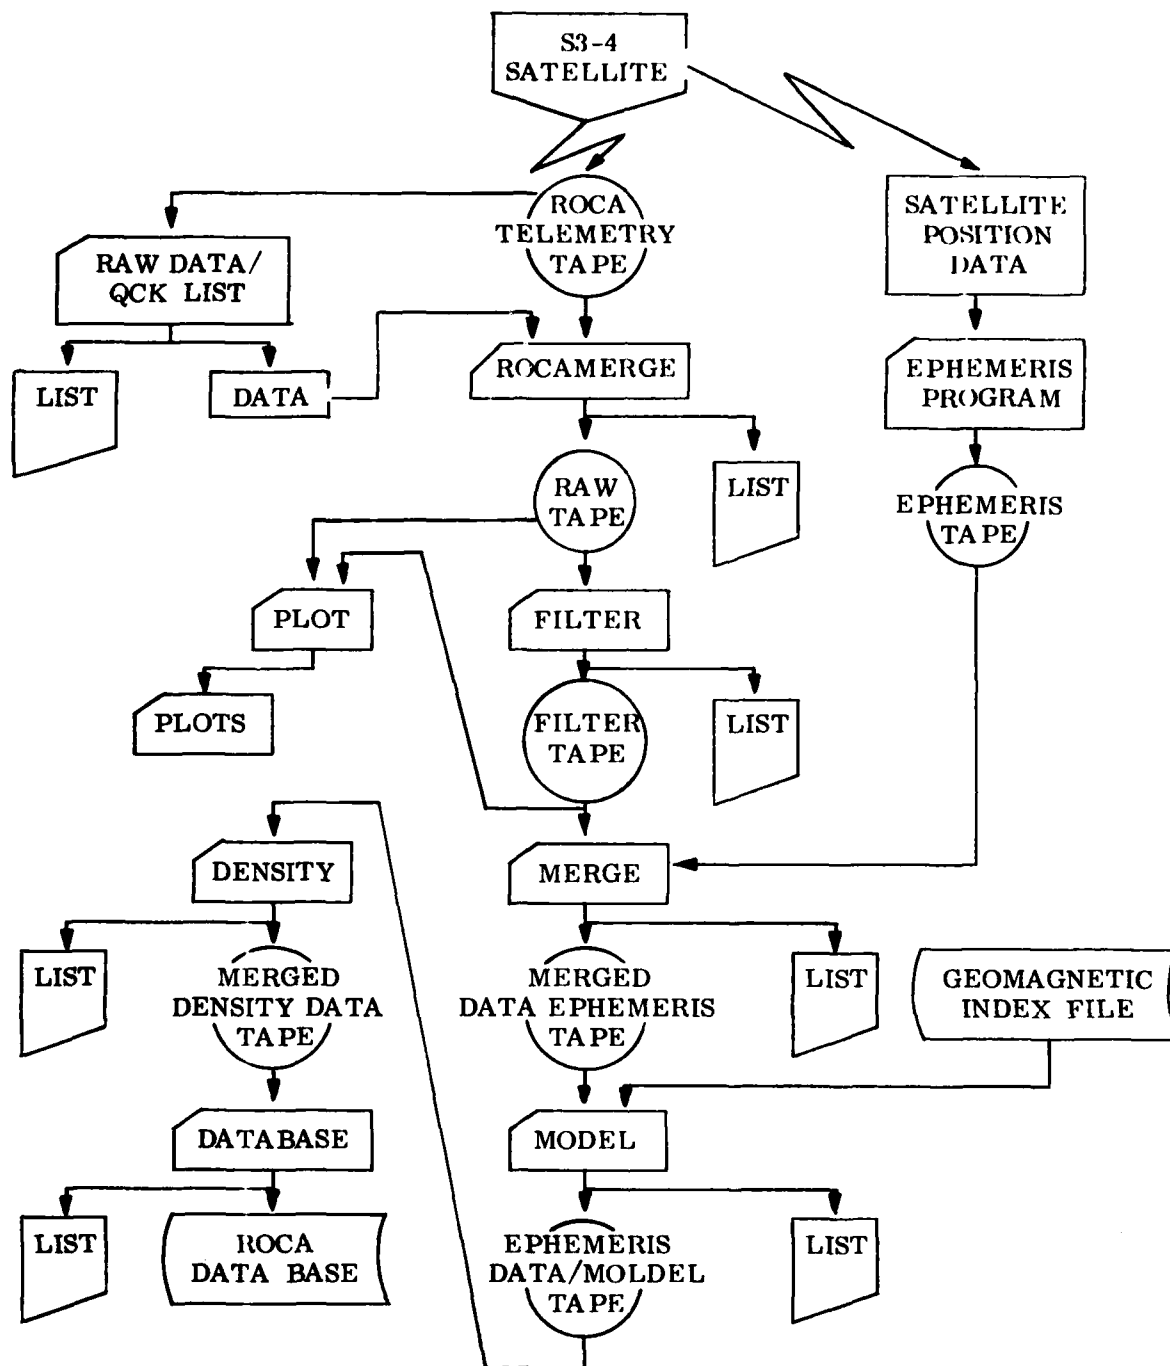 S3-4
SATELLITE
ROCA
TELEMETRY
TAPE
SATELLITE
POSITION
DATA
RAW DATA/
QCK LIST
LIST
DATA
ROCAMERGE
EPHEMERIS
PROGRAM
RAW
TAPE
LIST
EPHEMERIS
TAPE
PLOT
FILTER
PLOTS
FILTER
TAPE
LIST
DENSITY
MERGE
LIST
MERGED
DENSITY DATA
TAPE
MERGED
DATA EPHEMERIS
TAPE
LIST
GEOMAGNETIC
INDEX FILE
DATABASE
MODEL
LIST
ROCA
DATA BASE
EPHEMERIS
DATA/MOLDEL
TAPE
LIST